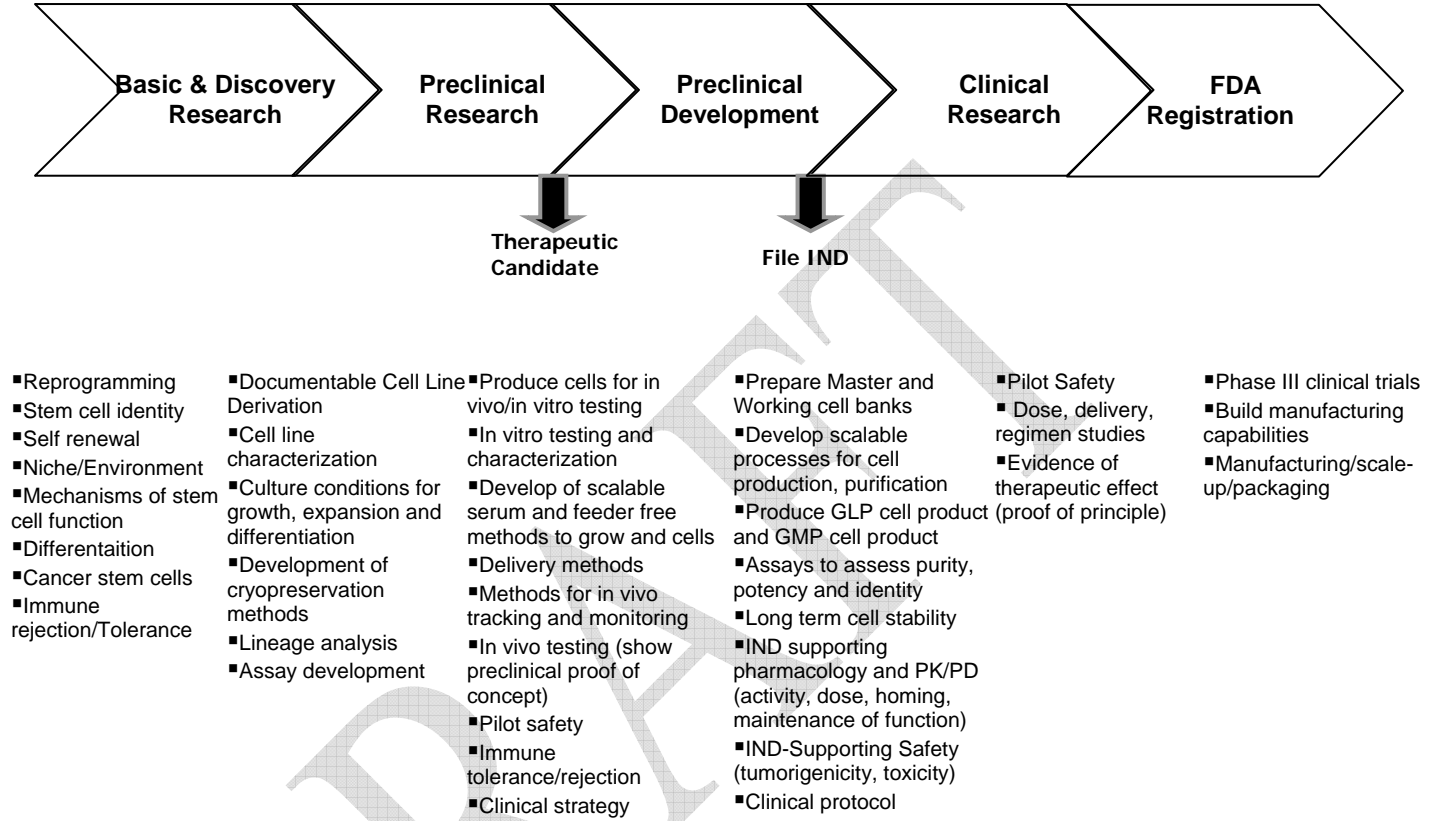 Basic & Discovery
Research
Preclinical
Research
Preclinical
Development
Clinical
Research
FDA
Registration
Therapeutic
Candidate
File IND
▪Reprogramming
▪Stem cell identity
▪Self renewal
▪Niche/Environment
▪Mechanisms of stem
cell function
▪Differentaition
▪Cancer stem cells
▪Immune
rejection/Tolerance
▪Documentable Cell Line
Derivation
▪Cell line
characterization
▪Culture conditions for
growth, expansion and
differentiation
▪Development of
cryopreservation
methods
▪Lineage analysis
▪Assay development
▪Produce cells for in
vivo/in vitro testing
▪In vitro testing and
characterization
▪Develop of scalable
serum and feeder free
methods to grow and cells
▪Delivery methods
▪Methods for in vivo
tracking and monitoring
▪In vivo testing (show
preclinical proof of
concept)
▪Pilot safety
▪Immune
tolerance/rejection
▪Clinical strategy
▪Prepare Master and
Working cell banks
▪Develop scalable
processes for cell
production, purification
▪Produce GLP cell product
and GMP cell product
▪Assays to assess purity,
potency and identity
▪Long term cell stability
▪IND supporting
pharmacology and PK/PD
(activity, dose, homing,
maintenance of function)
▪IND-Supporting Safety
(tumorigenicity, toxicity)
▪Clinical protocol
▪Pilot Safety
▪ Dose, delivery,
regimen studies
▪Evidence of
therapeutic effect
(proof of principle)
▪Phase III clinical trials
▪Build manufacturing
capabilities
▪Manufacturing/scale-
up/packaging
DRAFT